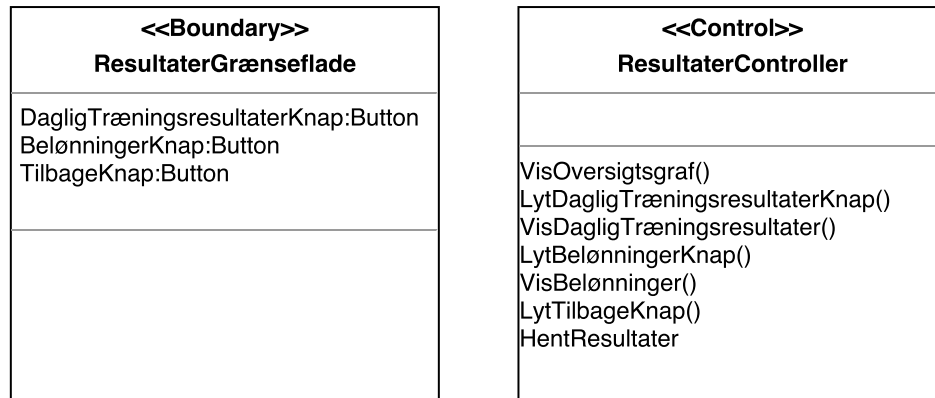 <<Boundary>>
ResultaterGrænseflade
DagligTræningsresultaterKnap:Button
BelønningerKnap:Button
TilbageKnap:Button
<<Control>>
ResultaterController
VisOversigtsgraf()
LytDagligTræningsresultaterKnap()
VisDagligTræningsresultater()
LytBelønningerKnap()
VisBelønninger()
LytTilbageKnap()
HentResultater